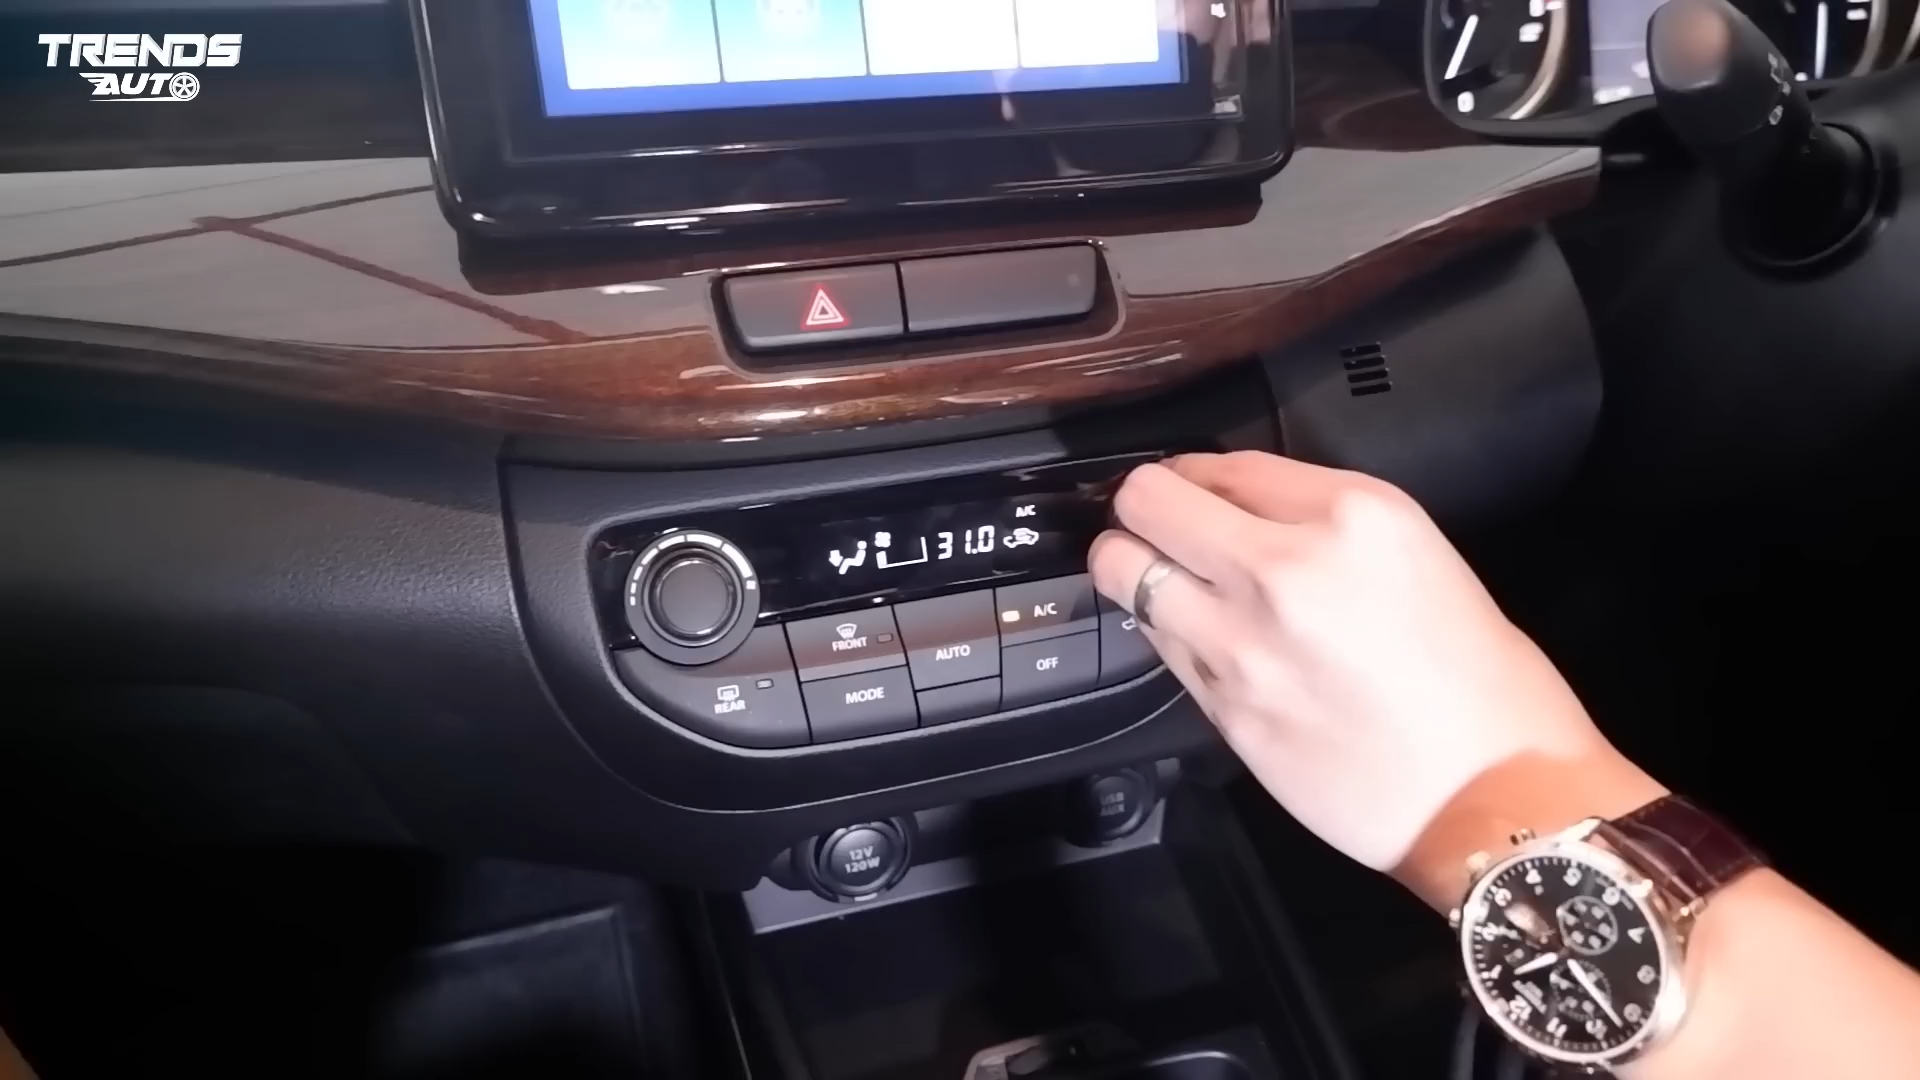 TRENDS
AUTO
A/C
31.0
FRONT
AUTO
A/C
REAR
MODE
OFF
12V
120W
USB
AUX